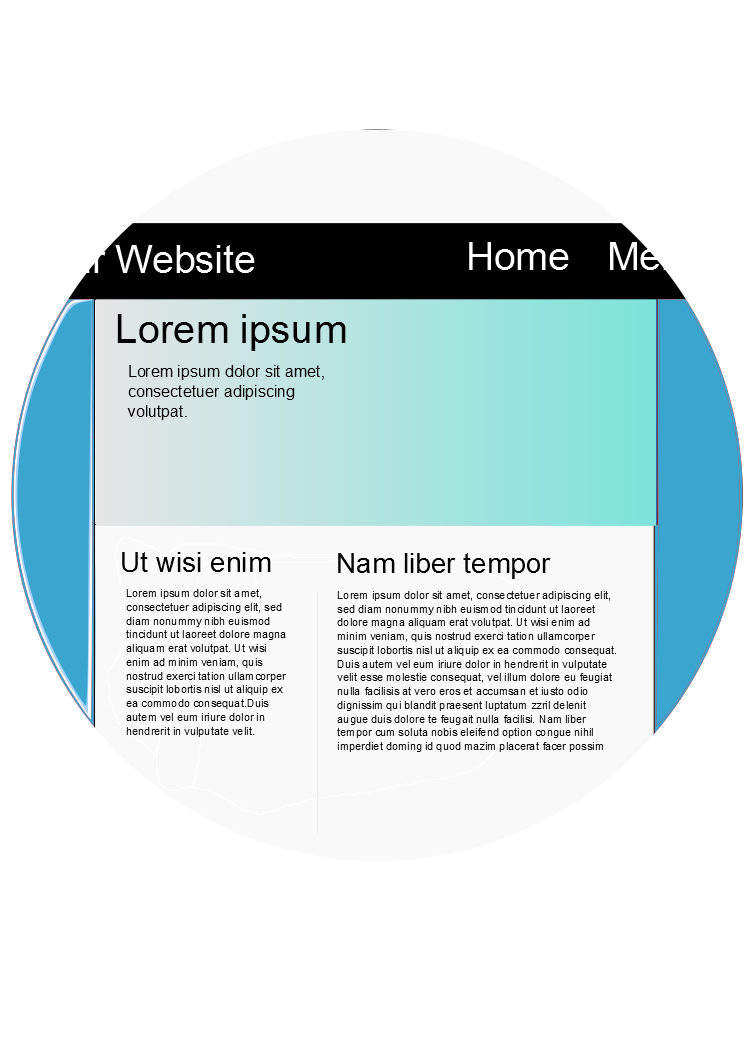 Website Home
Lorem ipsum
Lorem ipsum dolor sit amet,
consectetuer adipiscing
volutpat.
Ut wisi enim
Lorem ipsum dolor sit amet,
consectetuer adipiscing elit, sed
diam nonummy nibh euismod
tincidunt ut laoreet dolore magna
aliquam erat volutpat. Ut wisi
enim ad minim veniam, quis
nostrud exerci tation ullamcorper
suscipit lobortis nisl ut aliquip ex
ea commodo consequat.Duis
autem vel eum iriure dolor in
hendrerit in vulputate velit.
Nam liber tempor
Lorem ipsum dolor sit amet, consectetuer adipiscing elit,
sed diam nonummy nibh euismod tincidunt ut laoreet
dolore magna aliquam erat volutpat. Ut wisi enim ad
minim veniam, quis nostrud exerci tation ullamcorper
suscipit lobortis nisl ut aliquip ex ea commodo consequat.
Duis autem vel eum iriure dolor in hendrerit in vulputate
velit esse molestie consequat, vel illum dolore eu feugiat
nulla facilisis at vero eros et accumsan et iusto odio
dignissim qui blandit praesent luptatum zzril delenit
augue duis dolore te feugait nulla facilisi. Nam liber
tempor cum soluta nobis eleifend option congue nihil
imperdiet doming id quod mazim placerat facer possim